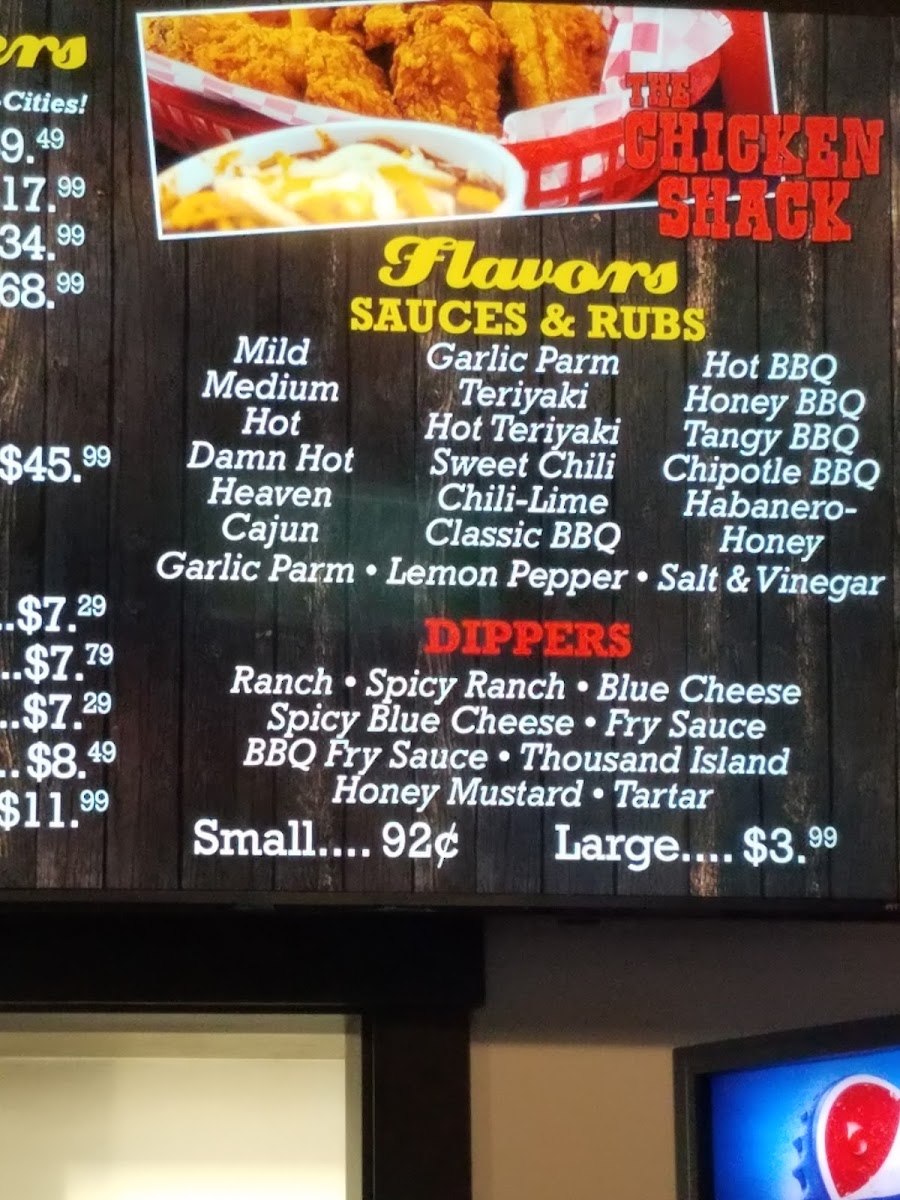 ers
-Cities!
9.49
17.99
34.99
68.99
$45.99
..$7.29
..$7.79
..$7.29
..$8.49
$11.99
THE
CHICKEN
SHACK
Flavors
SAUCES & RUBS
Mild
Medium
Hot
Damn Hot
Heaven
Cajun
Garlic Parm
Teriyaki
Hot Teriyaki
Sweet Chili
Chili-Lime
Classic BBQ
Hot BBQ
Honey BBQ
Tangy BBQ
Chipotle BBQ
Habanero-
Honey
Garlic Parm • Lemon Pepper • Salt & Vinegar
DIPPERS
Ranch • Spicy Ranch • Blue Cheese
Spicy Blue Cheese • Fry Sauce
BBQ Fry Sauce • Thousand Island
Honey Mustard • Tartar
Small.... 92¢ Large.... $3.99